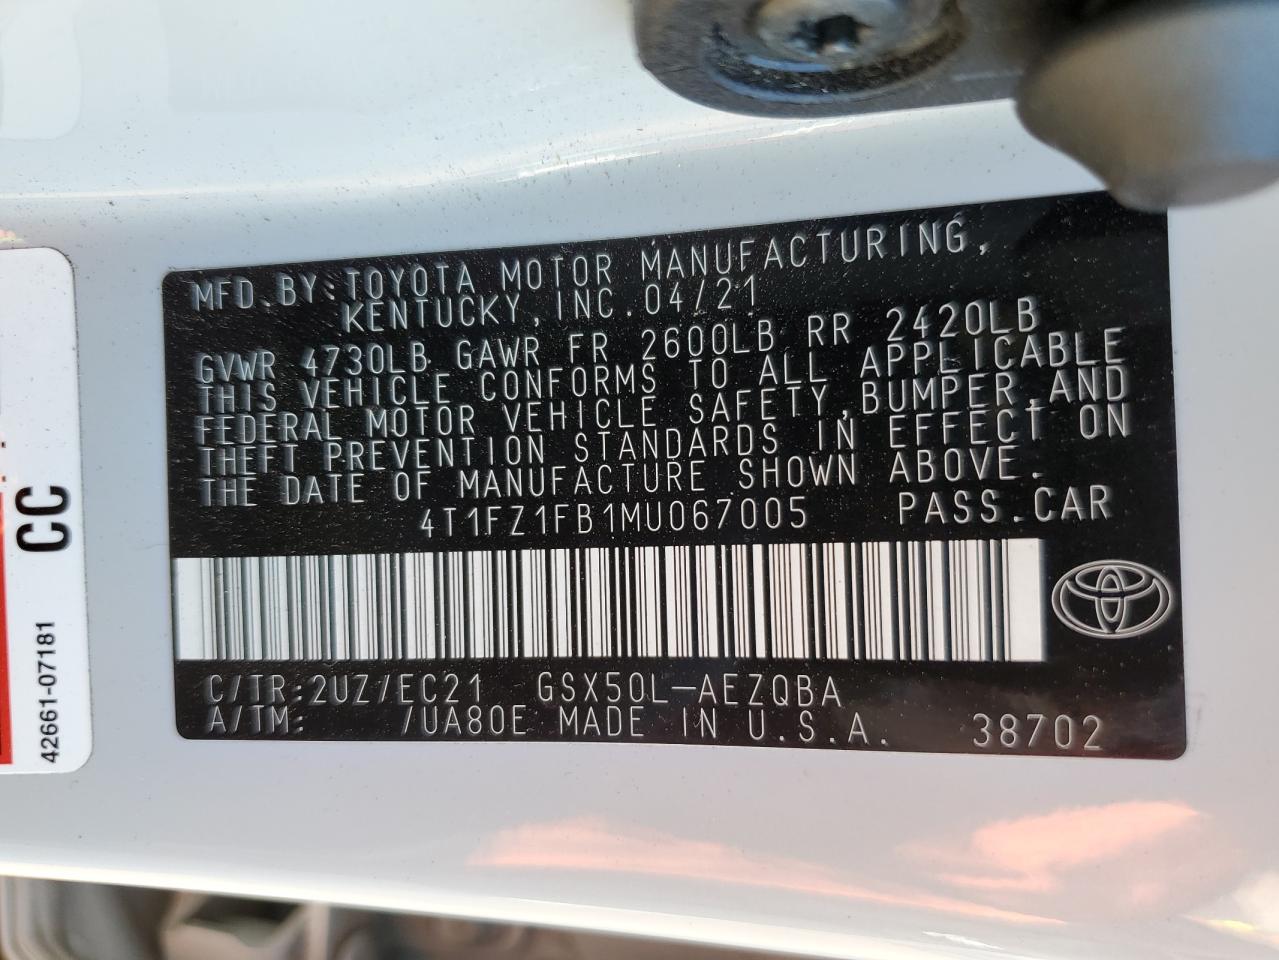 MFD.BY:TOYOTA MOTOR MANUFACTURING,
KENTUCKY, INC. 04/21
GVWR 4730LB GAWR FR 2600LB RR 2420LB
THIS VEHICLE CONFORMS TO ALL APPLICABLE
FEDERAL MOTOR VEHICLE SAFETY, BUMPER, AND
THEFT PREVENTION STANDARDS IN EFFECT ON
THE DATE OF MANUFACTURE SHOWN ABOVE.
4T1FZ1FB1MU067005 PASS.CAR
C/TR:2UZ/EC21 GSX50L-AEZQBA
A/TM: /UA80E MADE IN U.S.A. 38702
CC
42661-07181